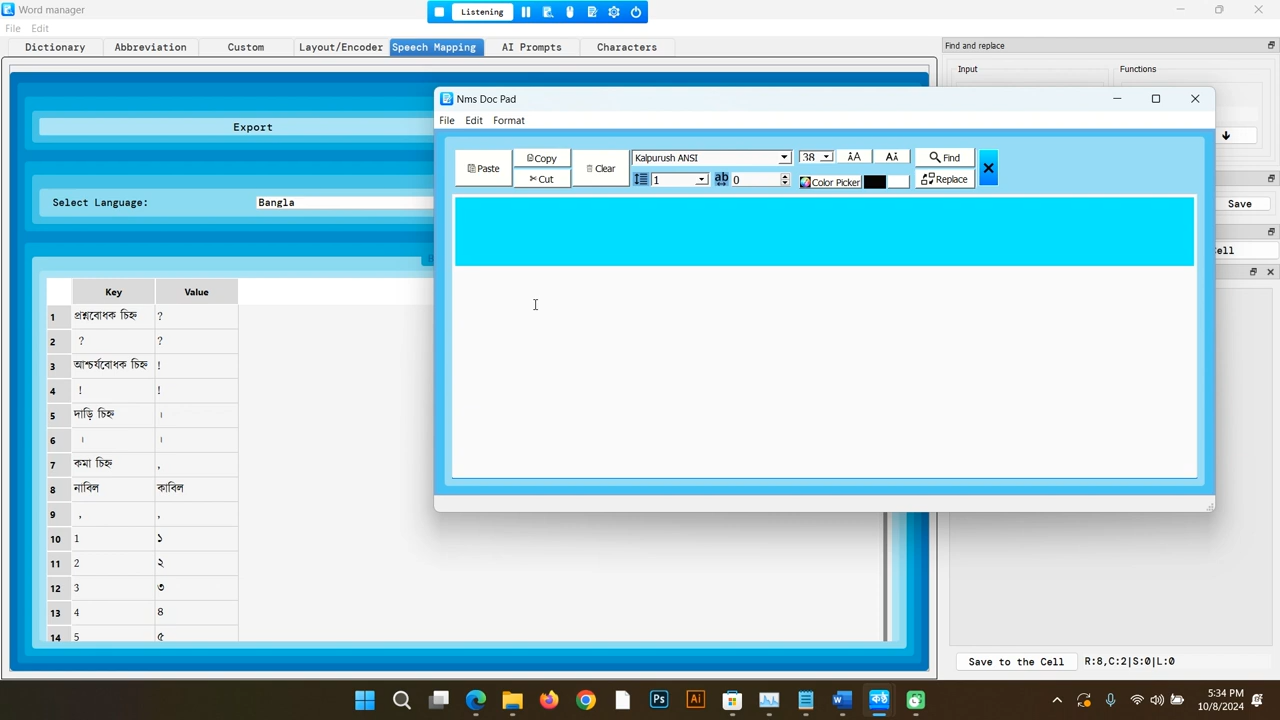 Word manager
Listening
File Edit
Dictionary Abbreviation Custom Layout/Encoder Speech Mapping AI Prompts Characters
Find and replace
Input Functions
Export
Select Language: Bangla
Save
Key Value
1 প্রশ্নবোধক চিহ্ন ?
2 ? ?
3 আশ্চর্যবোধক চিহ্ন !
4 ! !
5 দাড়ি চিহ্ন ।
6 । ।
7 কমা চিহ্ন ,
8 নাবিল কাবিল
9 , ,
10 1 ১
11 2 ২
12 3 ৩
13 4 ৪
14 5 ৫
Nms Doc Pad
File Edit Format
Paste Copy Cut Clear
Kalpurush ANSI 38 Find
1 ab 0 Color Picker Replace
Save to the Cell R:8,C:2|S:0|L:0
5:34 PM
10/8/2024